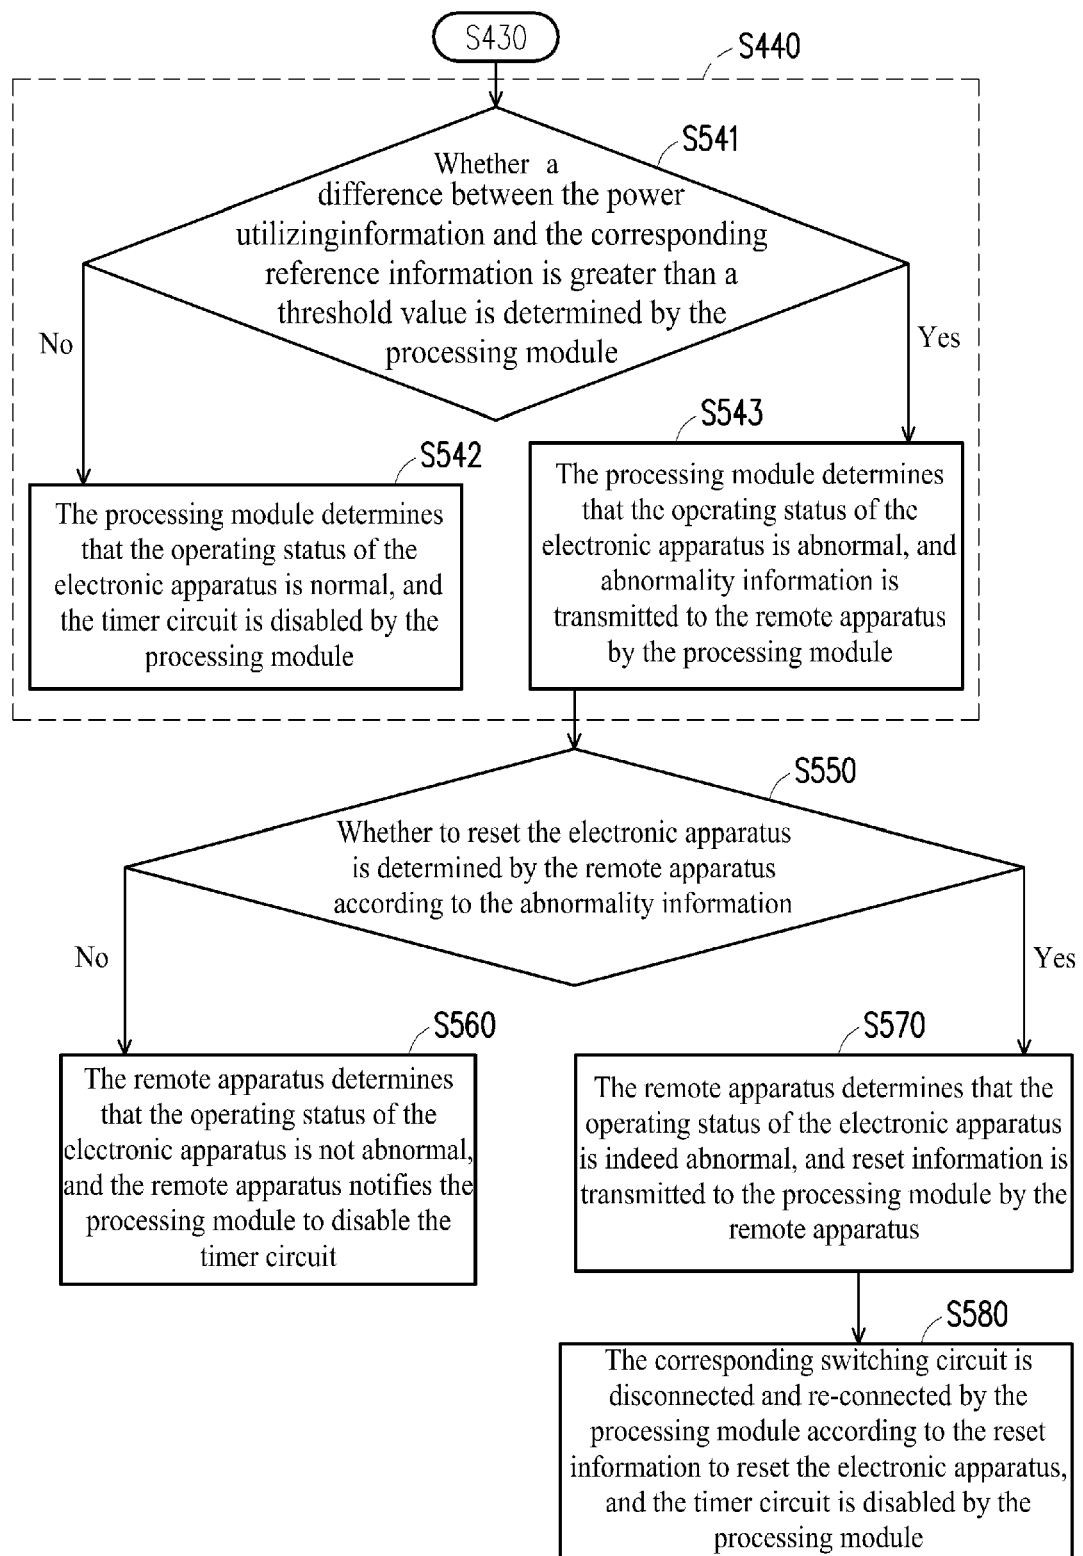 S430
S440
S541
Whether a
difference between the power
utilizinginformation and the corresponding
reference information is greater than a
threshold value is determined by the
processing module
No
Yes
S542
The processing module determines
that the operating status of the
electronic apparatus is normal, and
the timer circuit is disabled by the
processing module
S543
The processing module determines
that the operating status of the
electronic apparatus is abnormal, and
abnormality information is
transmitted to the remote apparatus
by the processing module
S550
Whether to reset the electronic apparatus
is determined by the remote apparatus
according to the abnormality information
No
Yes
S560
The remote apparatus determines
that the operating status of the
electronic apparatus is not abnormal,
and the remote apparatus notifies the
processing module to disable the
timer circuit
S570
The remote apparatus determines that the
operating status of the electronic apparatus
is indeed abnormal, and reset information is
transmitted to the processing module by the
remote apparatus
S580
The corresponding switching circuit is
disconnected and re-connected by the
processing module according to the reset
information to reset the electronic apparatus,
and the timer circuit is disabled by the
processing module